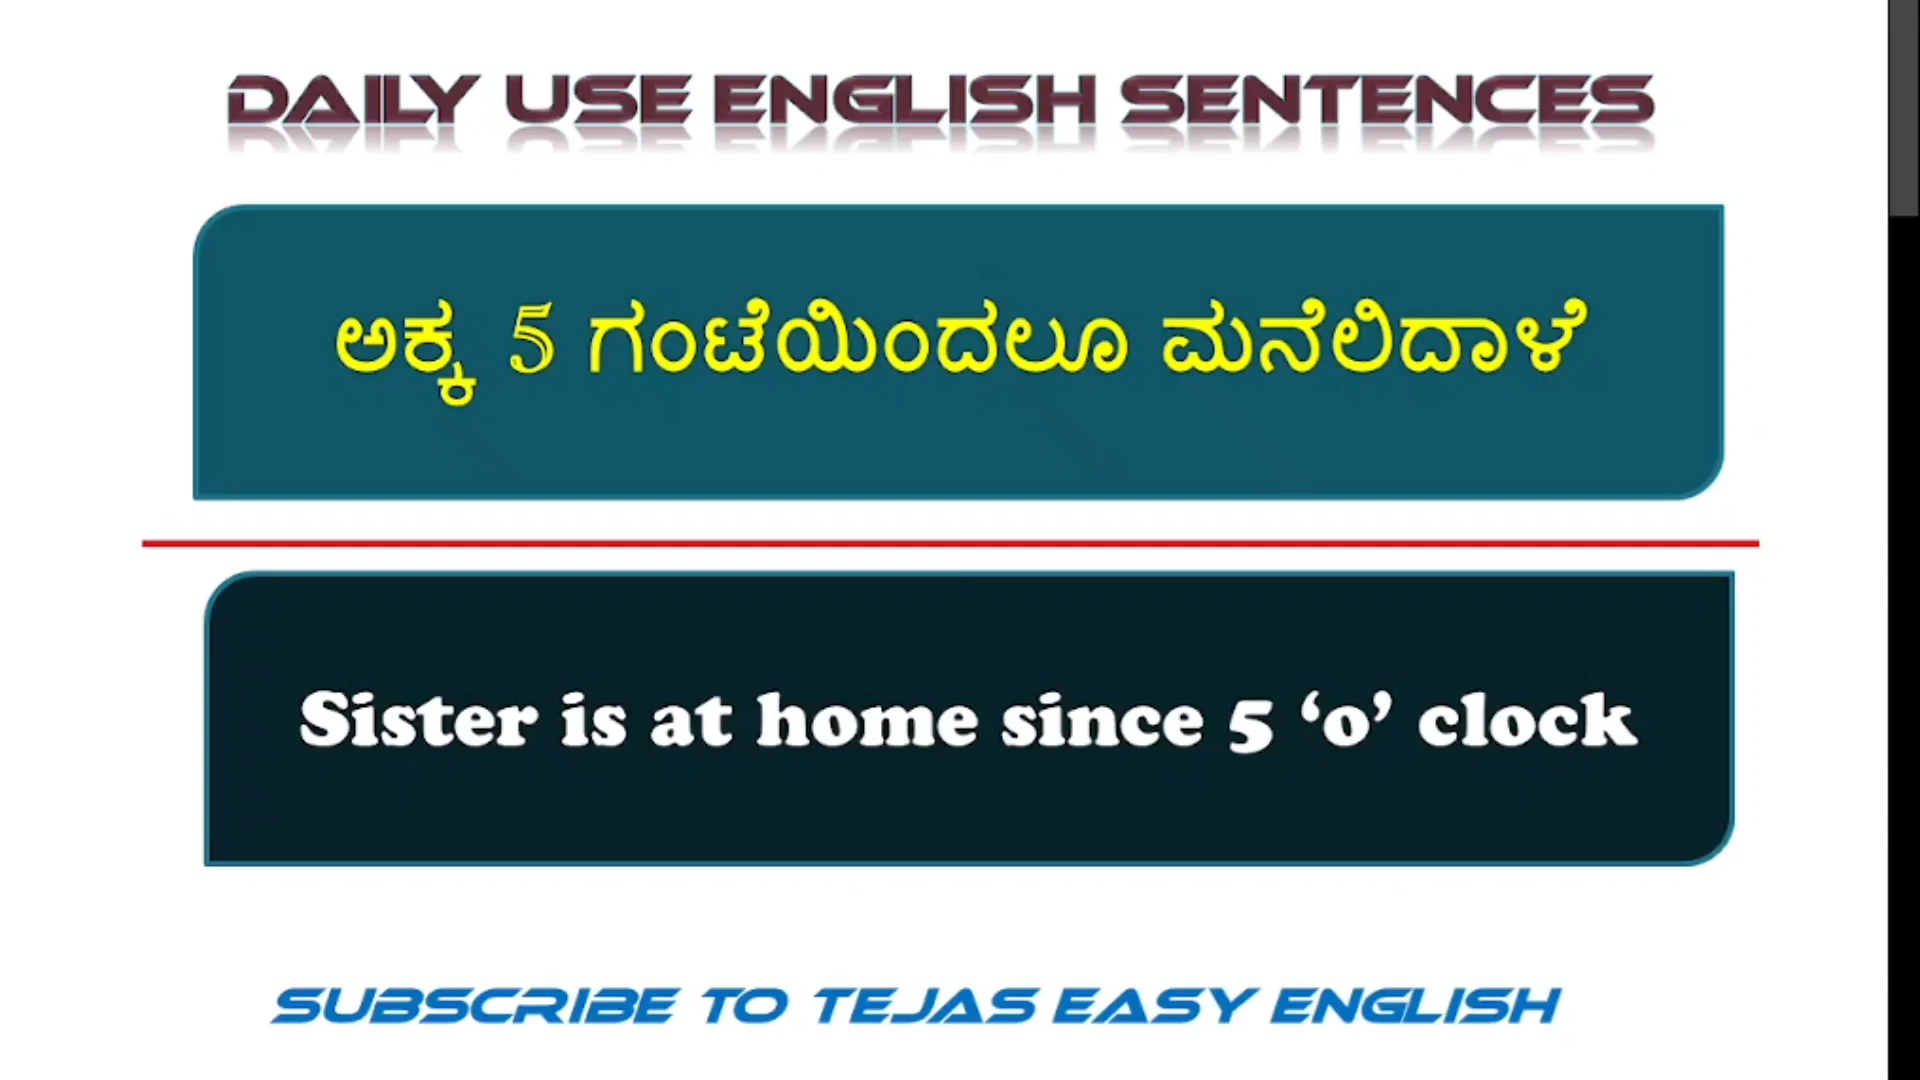 DAILY USE ENGLISH SENTENCES
ಅಕ್ಕ 5 ಗಂಟೆಯಿಂದಲೂ ಮನೆಲಿದಾಳೆ
Sister is at home since 5 ‘o’ clock
SUBSCRIBE TO TEJAS EASY ENGLISH